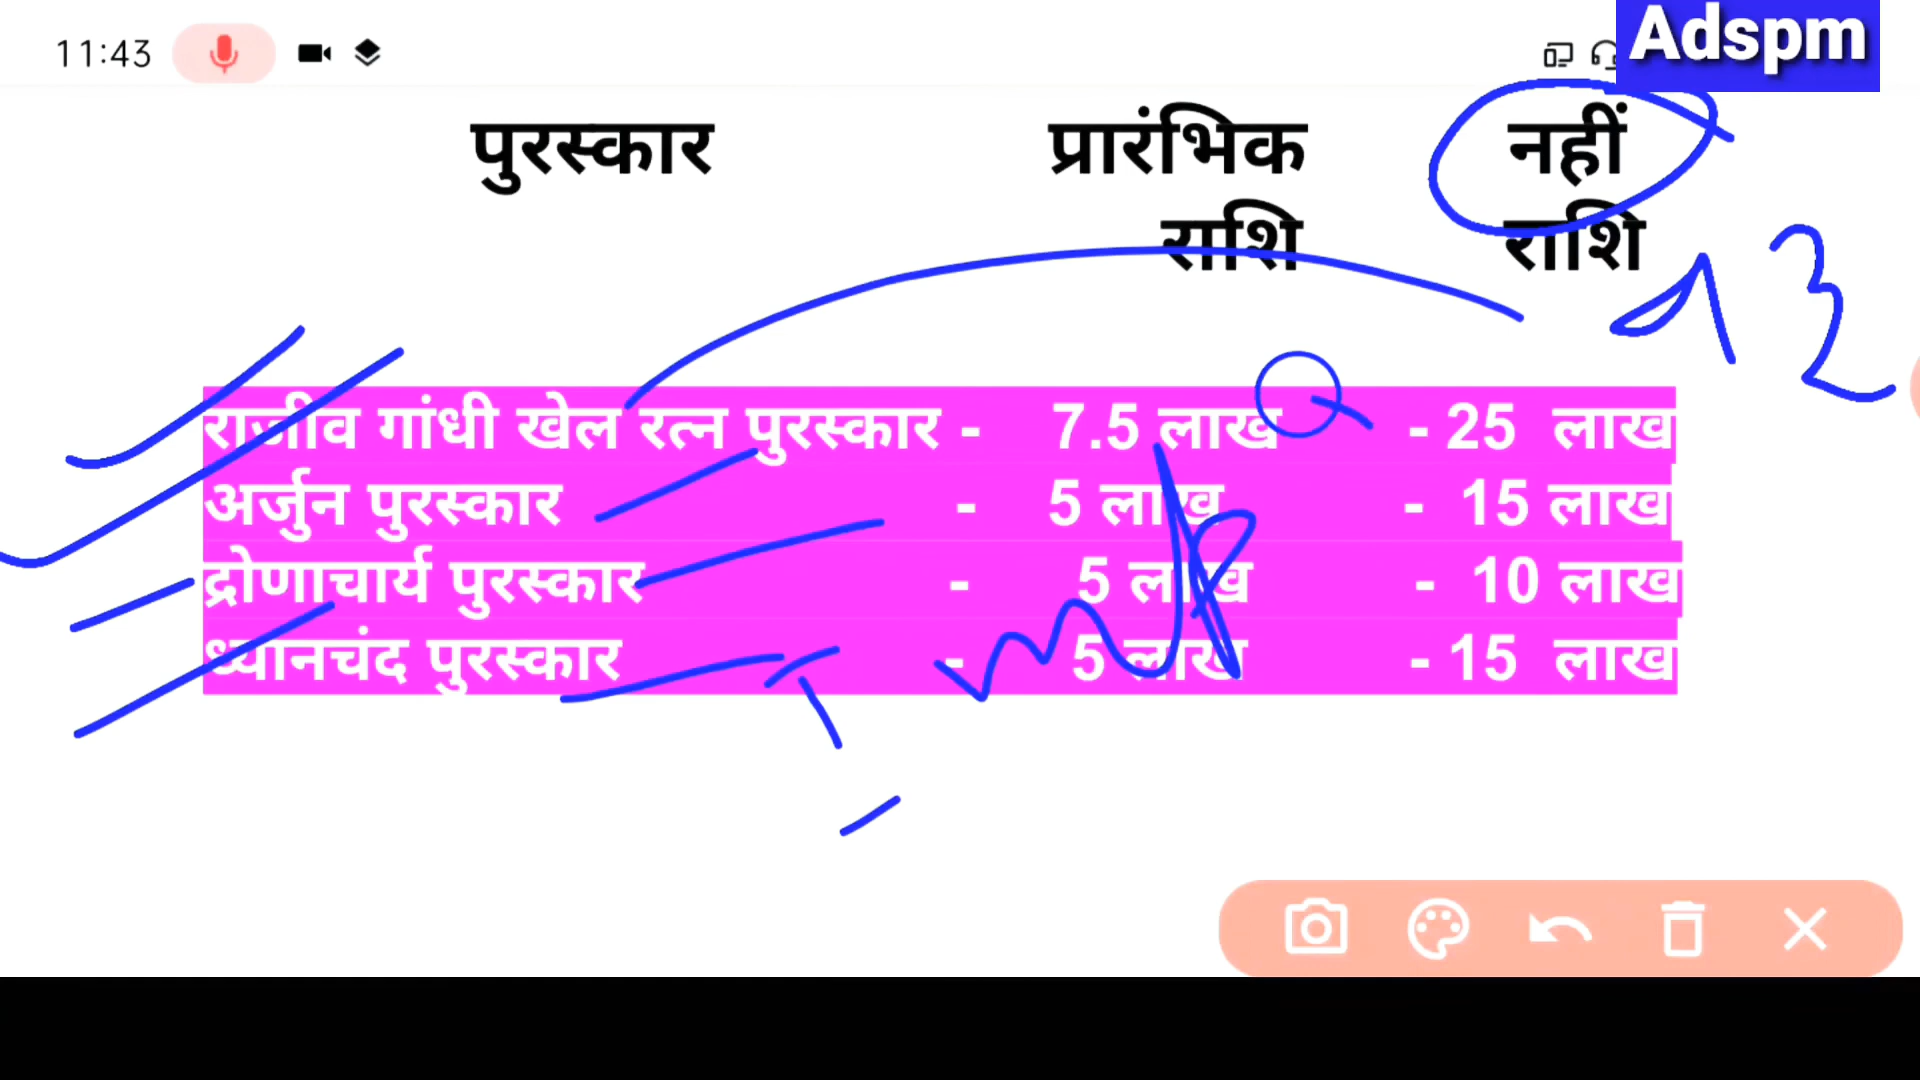 11:43
Adspm
पुरस्कार प्रारंभिक नहीं
राशि राशि
13
राजीव गांधी खेल रत्न पुरस्कार - 7.5 लाख - 25 लाख
अर्जुन पुरस्कार - 5 लाख - 15 लाख
द्रोणाचार्य पुरस्कार - 5 लाख - 10 लाख
ध्यानचंद पुरस्कार - 5 लाख - 15 लाख